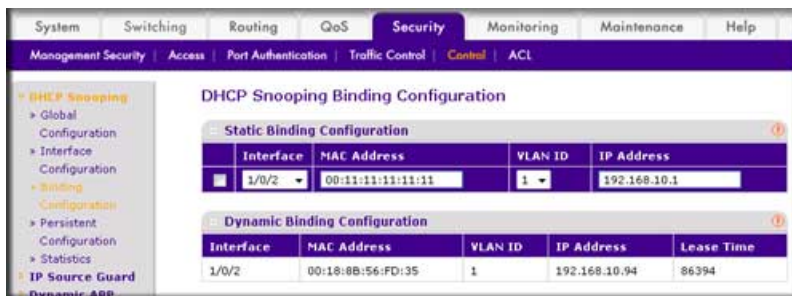 System Switching Routing QoS Security Monitoring Maintenance Help
Management Security | Access | Port Authentication | Traffic Control | Control | ACL
DHCP Snooping
» Global
Configuration
» Interface
Configuration
» Binding
Configuration
» Persistent
Configuration
» Statistics
IP Source Guard
Dynamic ARP
DHCP Snooping Binding Configuration
Static Binding Configuration
Interface MAC Address VLAN ID IP Address
1/0/2 00:11:11:11:11:11 1 192.168.10.1
Dynamic Binding Configuration
Interface MAC Address VLAN ID IP Address Lease Time
1/0/2 00:18:8B:56:FD:35 1 192.168.10.94 86394